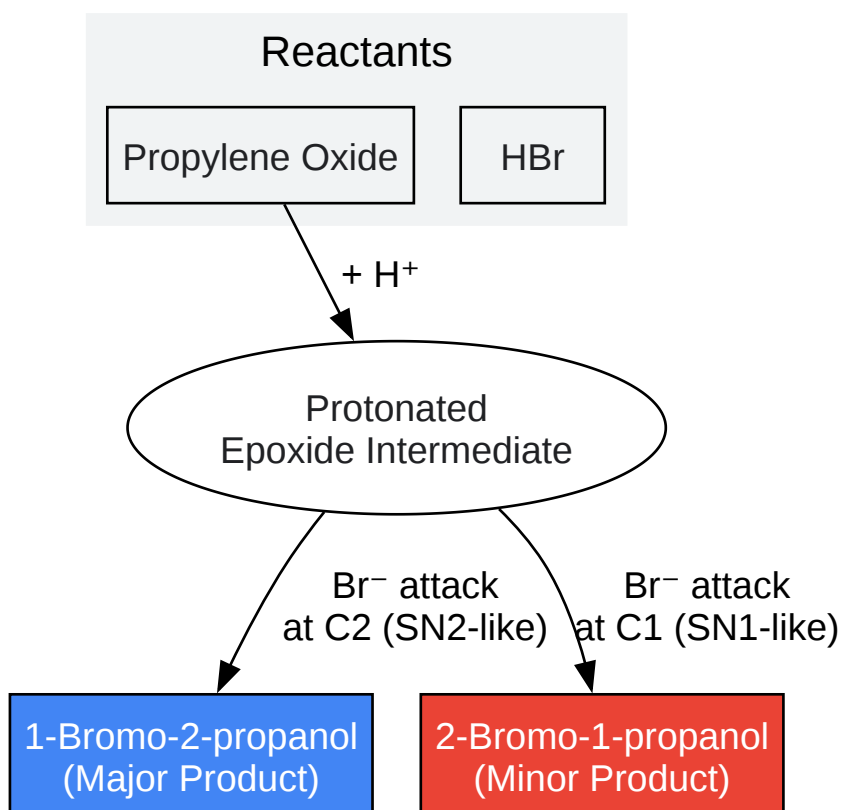 Reactants
Propylene Oxide
HBr
+ H⁺
Protonated
Epoxide Intermediate
Br⁻ attack
at C2 (SN2-like)
Br⁻ attack
at C1 (SN1-like)
1-Bromo-2-propanol
(Major Product)
2-Bromo-1-propanol
(Minor Product)